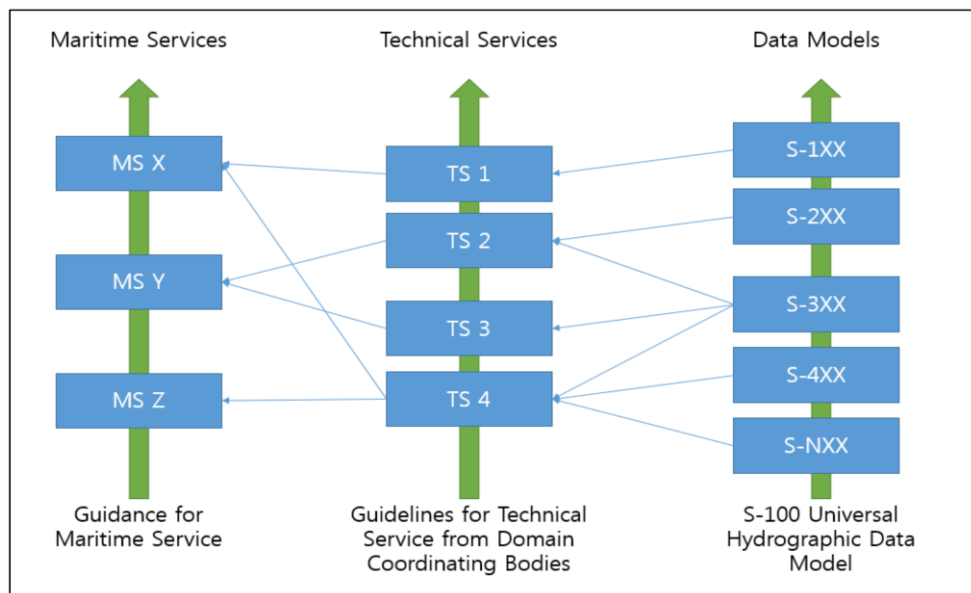 Maritime Services
Technical Services
Data Models
MS X
MS Y
MS Z
TS 1
TS 2
TS 3
TS 4
S-1XX
S-2XX
S-3XX
S-4XX
S-NXX
Guidance for
Maritime Service
Guidelines for Technical
Service from Domain
Coordinating Bodies
S-100 Universal
Hydrographic Data
Model